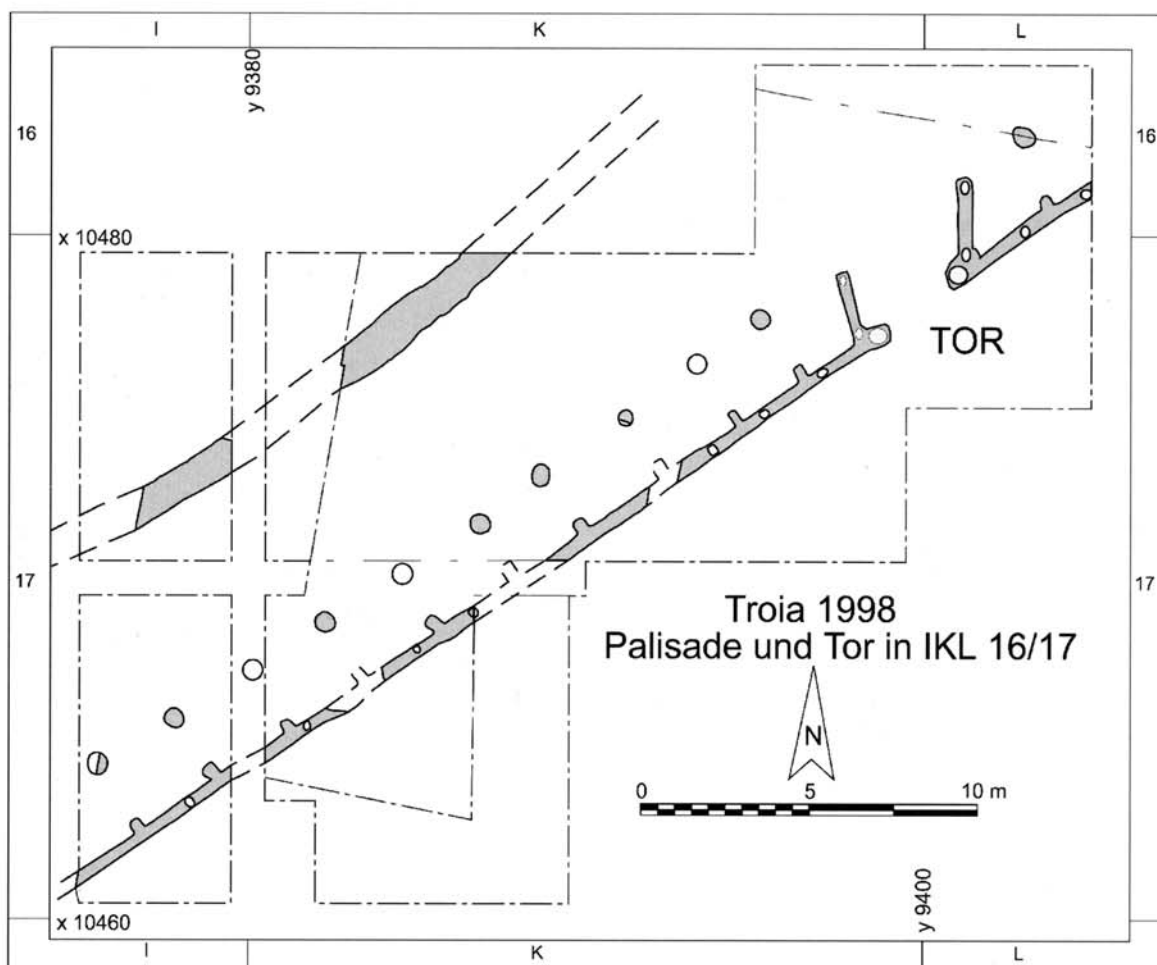 I K L
y 9380
16 16
x 10480
TOR
17 17
Troia 1998
Palisade und Tor in IKL 16/17
N
0 5 10 m
y 9400
x 10460
I K L